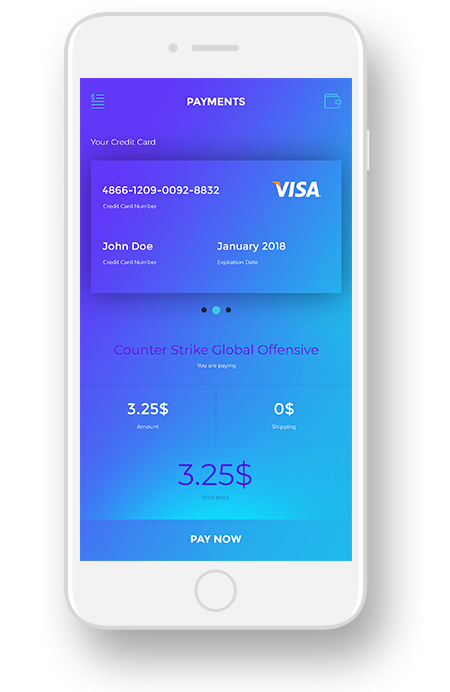 PAYMENTS
Your Credit Card
4866-1209-0092-8832
VISA
Credit Card Number
John Doe
January 2018
Credit Card Number
Expiration Date
Counter Strike Global Offensive
You are paying
3.25$
0$
Amount
Shipping
3.25$
Total price
PAY NOW